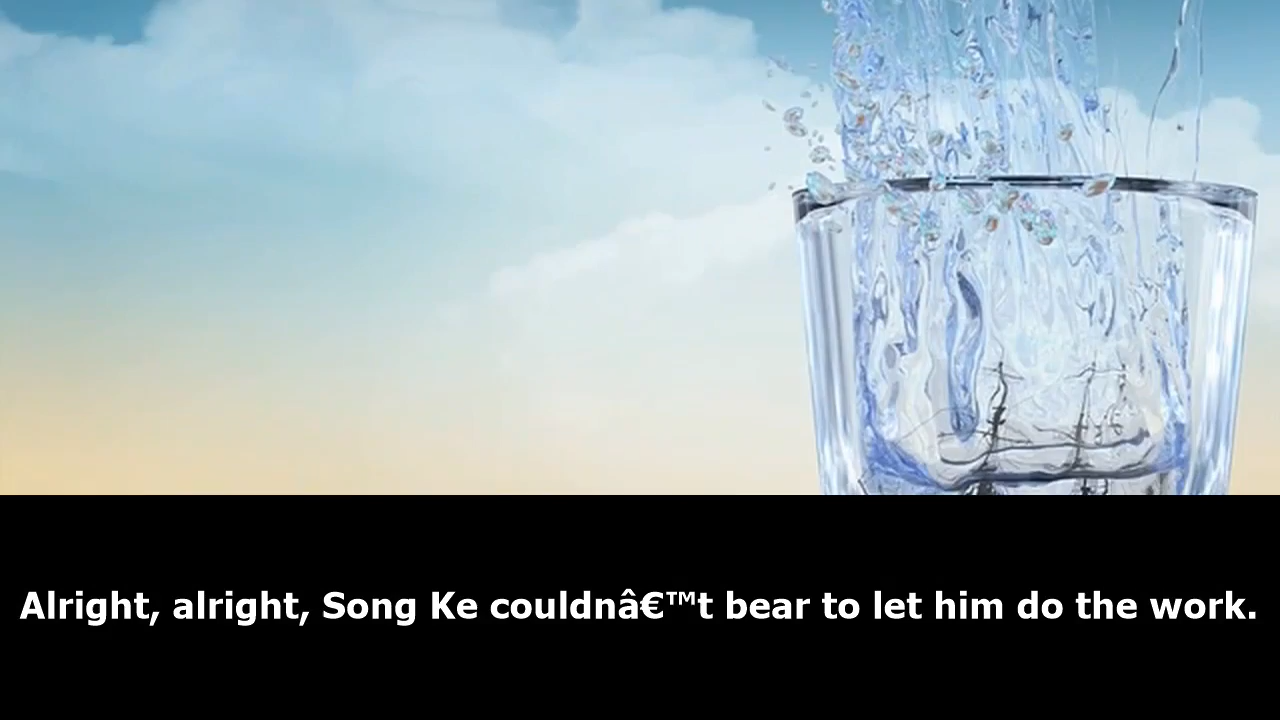 Alright, alright, Song Ke couldnâ€™t bear to let him do the work.